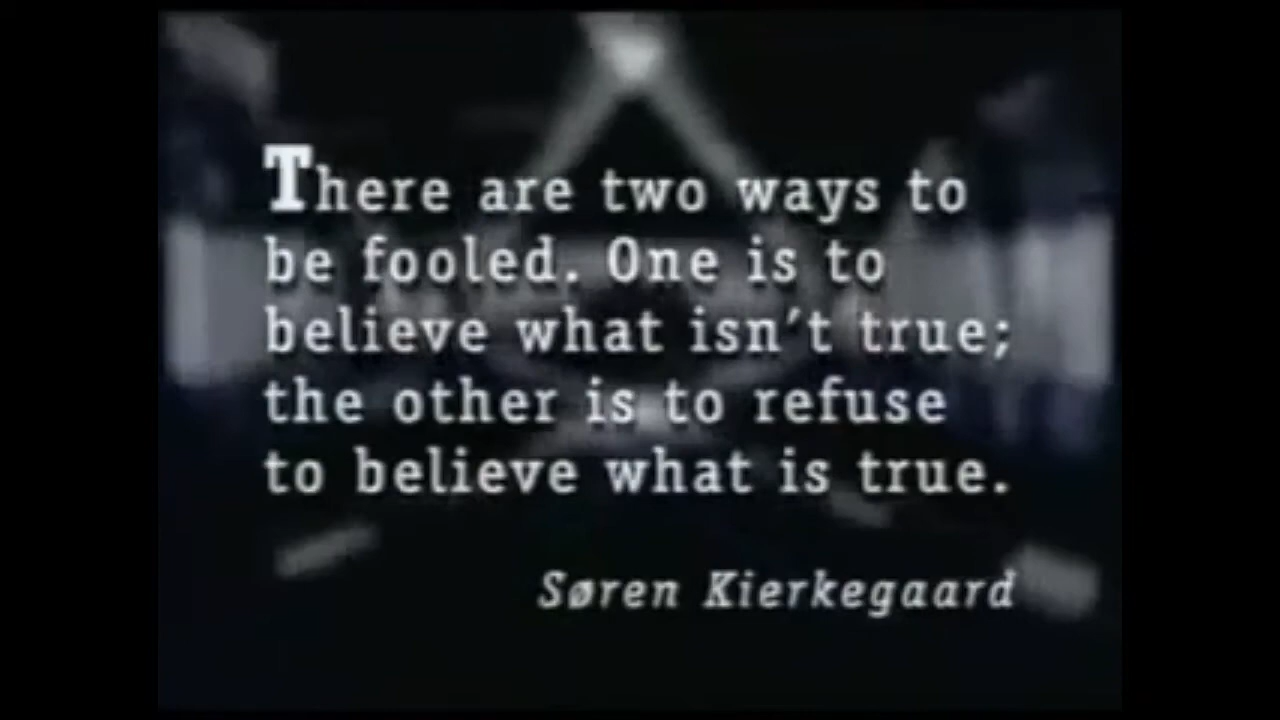 There are two ways to
be fooled. One is to
believe what isn't true;
the other is to refuse
to believe what is true.
Søren Kierkegaard